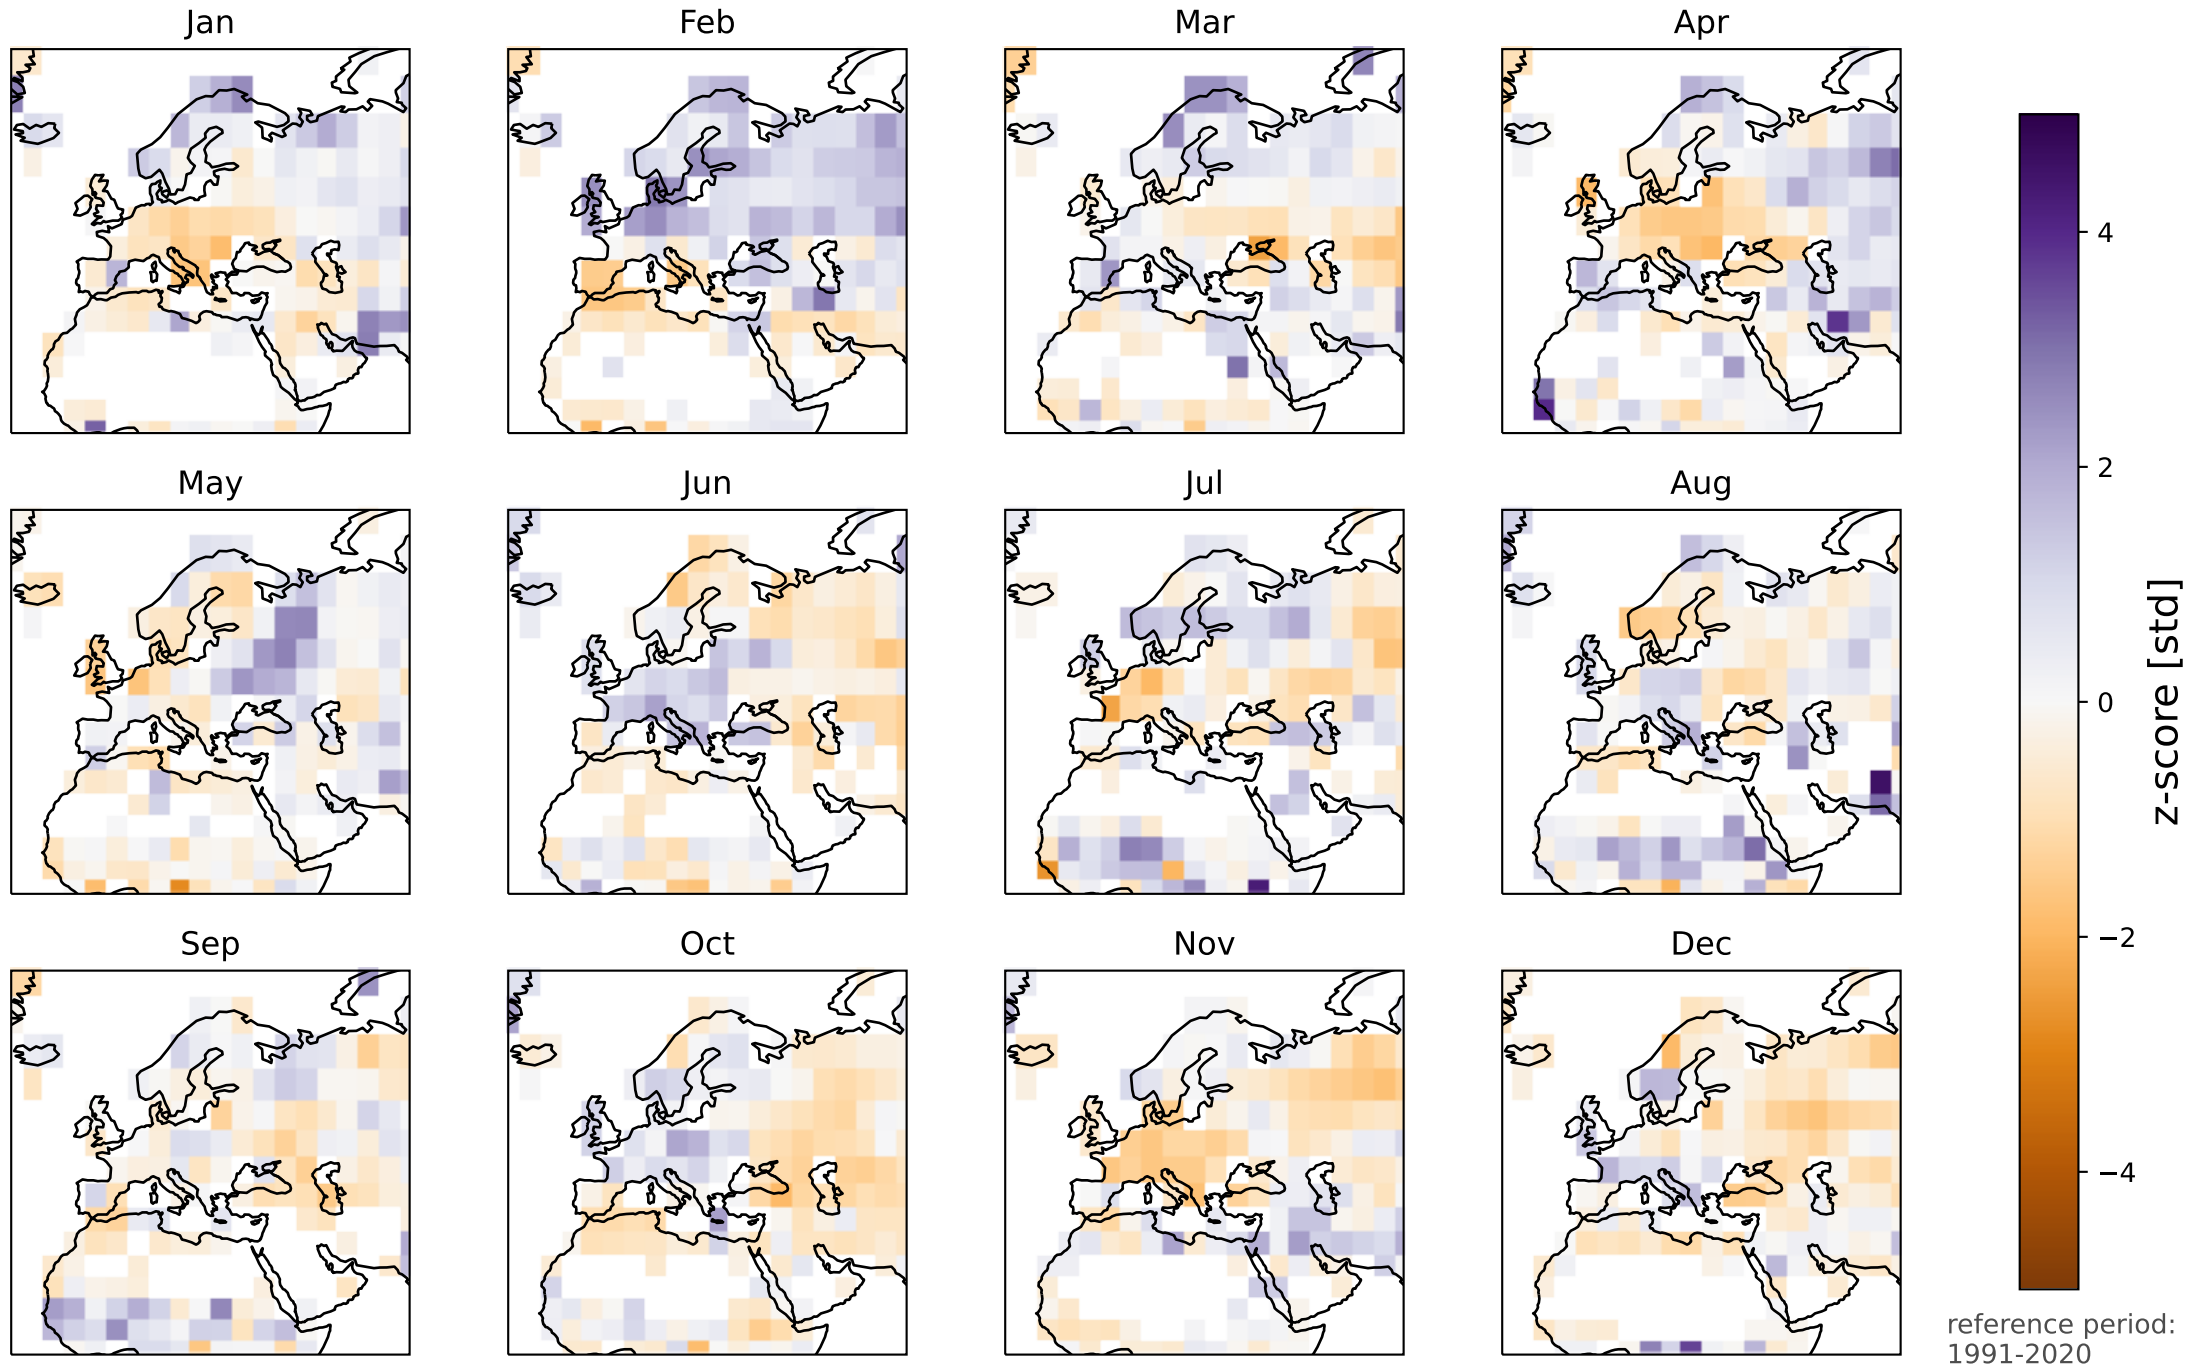 Jan
Feb
Mar
Apr
May
Jun
Jul
Aug
Sep
Oct
Nov
Dec
4
2
0
−2
−4
z-score [std]
reference period:
1991-2020